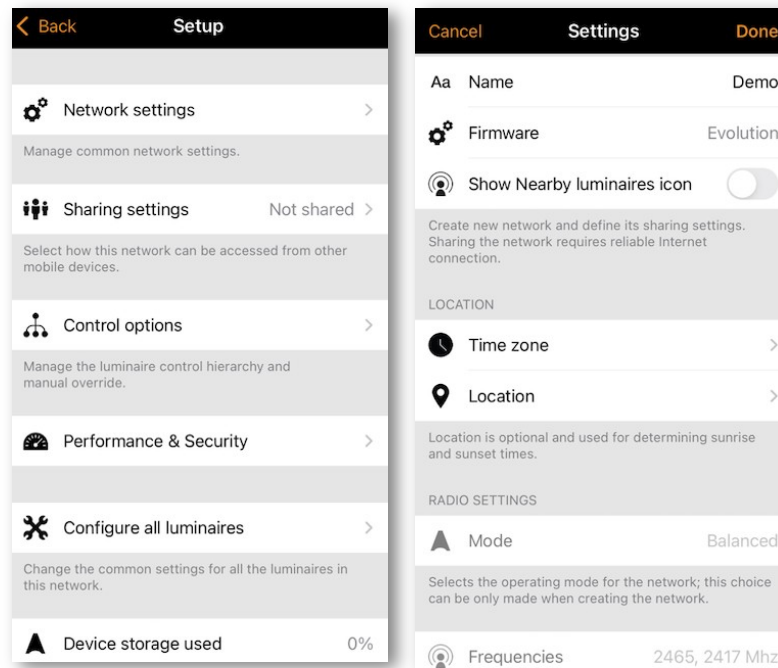 Back
Setup
Network settings
Manage common network settings.
Sharing settings Not shared
Select how this network can be accessed from other
mobile devices.
Control options
Manage the luminaire control hierarchy and
manual override.
Performance & Security
Configure all luminaires
Change the common settings for all the luminaires in
this network.
Device storage used 0%
Cancel Settings Done
Aa Name Demo
Firmware Evolution
Show Nearby luminaires icon
Create new network and define its sharing settings.
Sharing the network requires reliable Internet
connection.
LOCATION
Time zone
Location
Location is optional and used for determining sunrise
and sunset times.
RADIO SETTINGS
Mode Balanced
Selects the operating mode for the network; this choice
can be only made when creating the network.
Frequencies 2465, 2417 Mhz